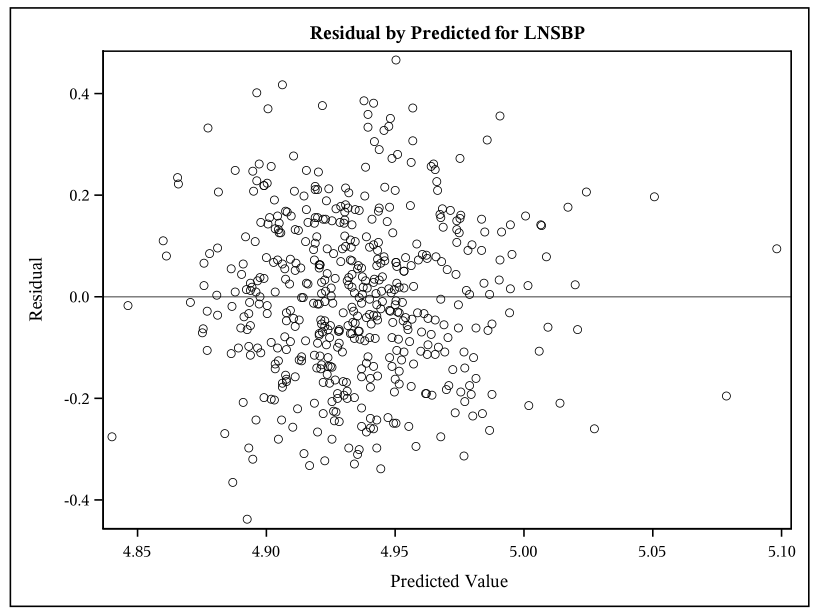 Residual by Predicted for LNSBP
0.4
0.2
0.0
-0.2
-0.4
Residual
4.85 4.90 4.95 5.00 5.05 5.10
Predicted Value